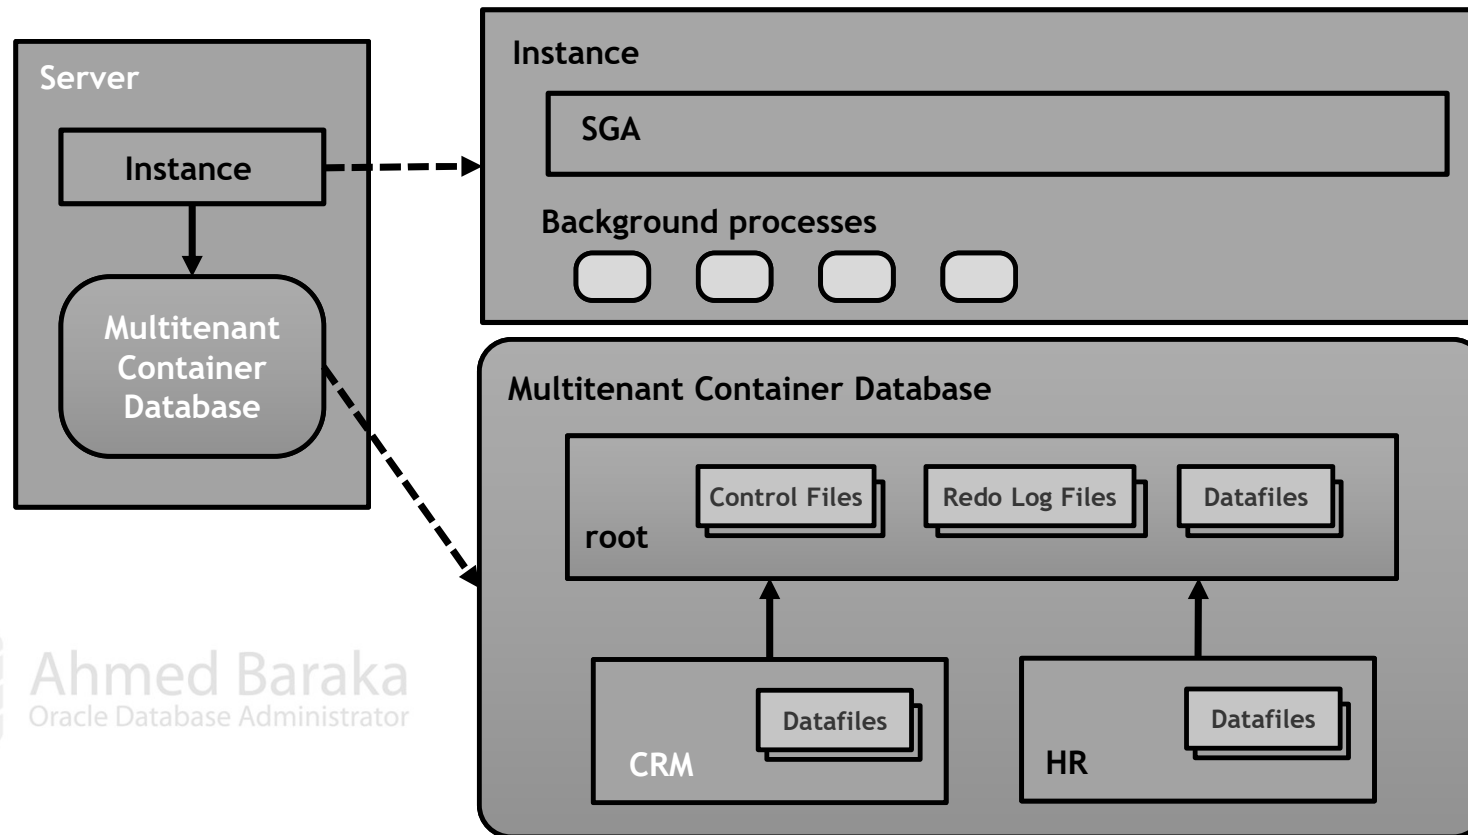 Server
Instance
Multitenant
Container
Database
Instance
SGA
Background processes
Multitenant Container Database
Control Files
Redo Log Files
Datafiles
root
Datafiles
CRM
Datafiles
HR
Ahmed Baraka
Oracle Database Administrator